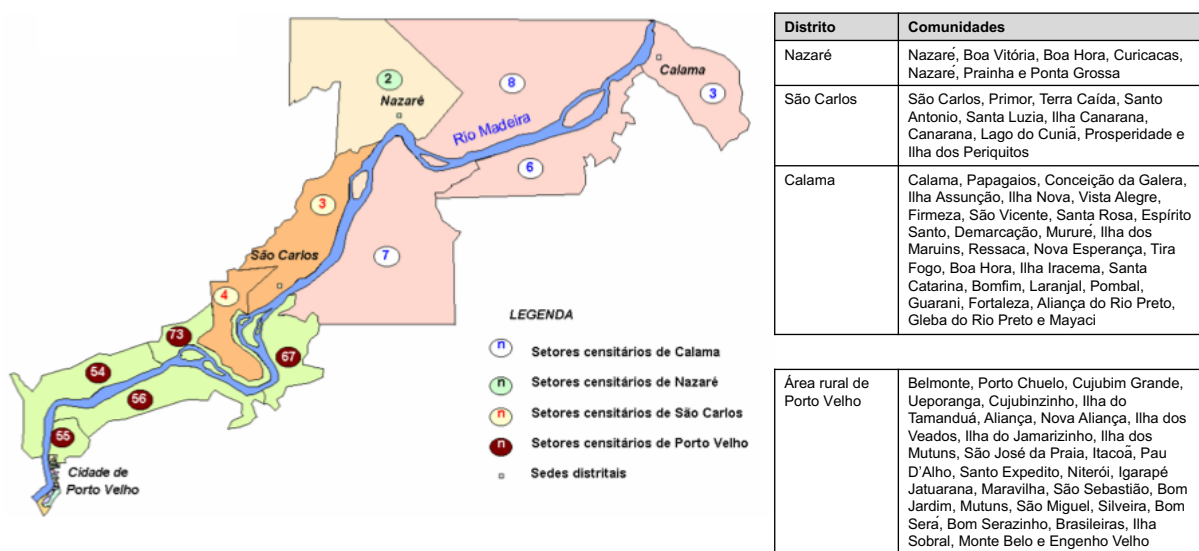 2
Nazaré
8
Calama
3
Rio Madeira
6
3
7
São Carlos
4
73
67
54
56
55
Cidade de
Porto Velho
LEGENDA
n Setores censitários de Calama
n Setores censitários de Nazaré
n Setores censitários de São Carlos
n Setores censitários de Porto Velho
Sedes distritais
Distrito Comunidades
Nazaré Nazaré, Boa Vitória, Boa Hora, Curicacas,
Nazaré, Prainha e Ponta Grossa
São Carlos São Carlos, Primor, Terra Caída, Santo
Antonio, Santa Luzia, Ilha Canarana,
Canarana, Lago do Cuniã, Prosperidade e
Ilha dos Periquitos
Calama Calama, Papagaios, Conceição da Galera,
Ilha Assunção, Ilha Nova, Vista Alegre,
Firmeza, São Vicente, Santa Rosa, Espírito
Santo, Demarcação, Mururé, Ilha dos
Maruins, Ressaca, Nova Esperança, Tira
Fogo, Boa Hora, Ilha Iracema, Santa
Catarina, Bomfim, Laranjal, Pombal,
Guarani, Fortaleza, Aliança do Rio Preto,
Gleba do Rio Preto e Mayaci
Área rural de Belmonte, Porto Chuelo, Cujubim Grande,
Porto Velho Ueporanga, Cujubinzinho, Ilha do
Tamanduá, Aliança, Nova Aliança, Ilha dos
Veados, Ilha do Jamarizinho, Ilha dos
Mutuns, São José da Praia, Itacoã, Pau
D'Alho, Santo Expedito, Niterói, Igarapé
Jatuarana, Maravilha, São Sebastião, Bom
Jardim, Mutuns, São Miguel, Silveira, Bom
Será, Bom Serazinho, Brasileiras, Ilha
Sobral, Monte Belo e Engenho Velho